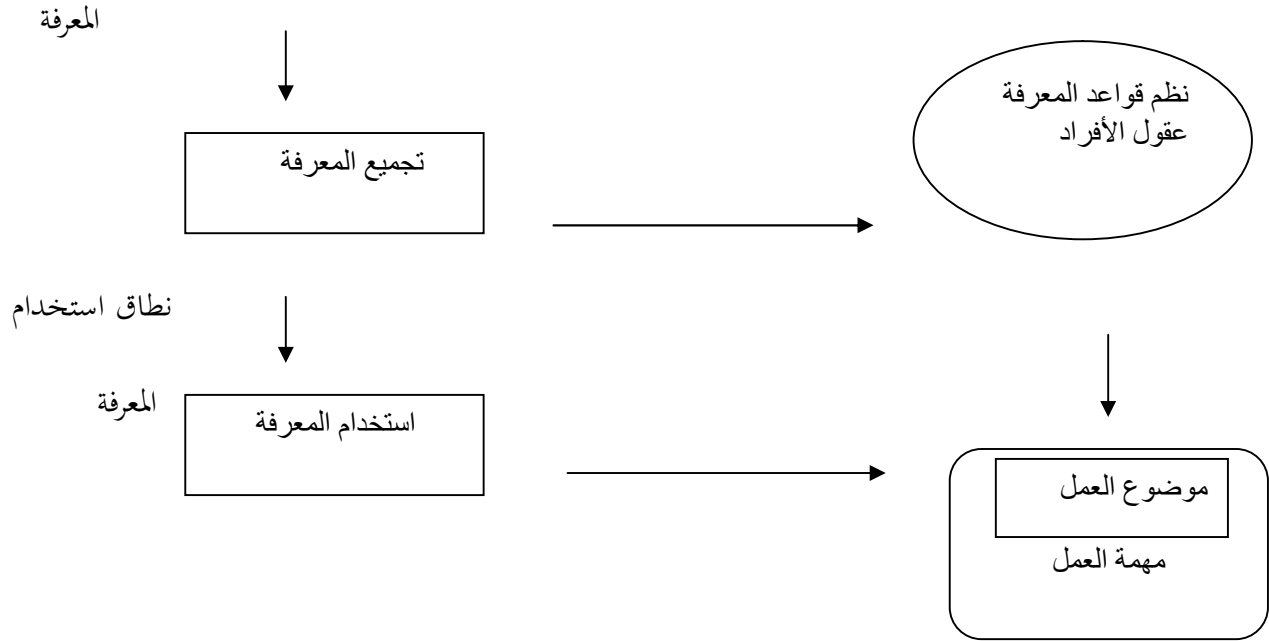 المعرفة
نظم قواعد المعرفة
عقول الأفراد
تجميع المعرفة
نطاق استخدام
المعرفة
استخدام المعرفة
موضوع العمل
مهمة العمل